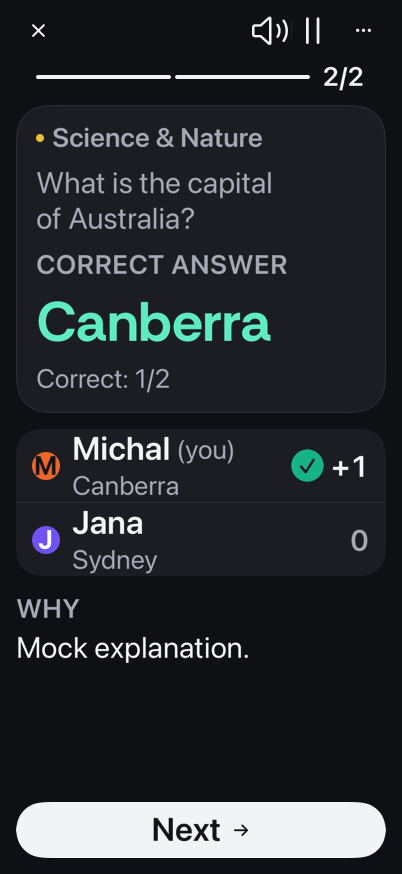 2/2
Science & Nature
What is the capital
of Australia?
CORRECT ANSWER
Canberra
Correct: 1/2
M
Michal (you)
Canberra
+1
J
Jana
Sydney
0
WHY
Mock explanation.
Next →